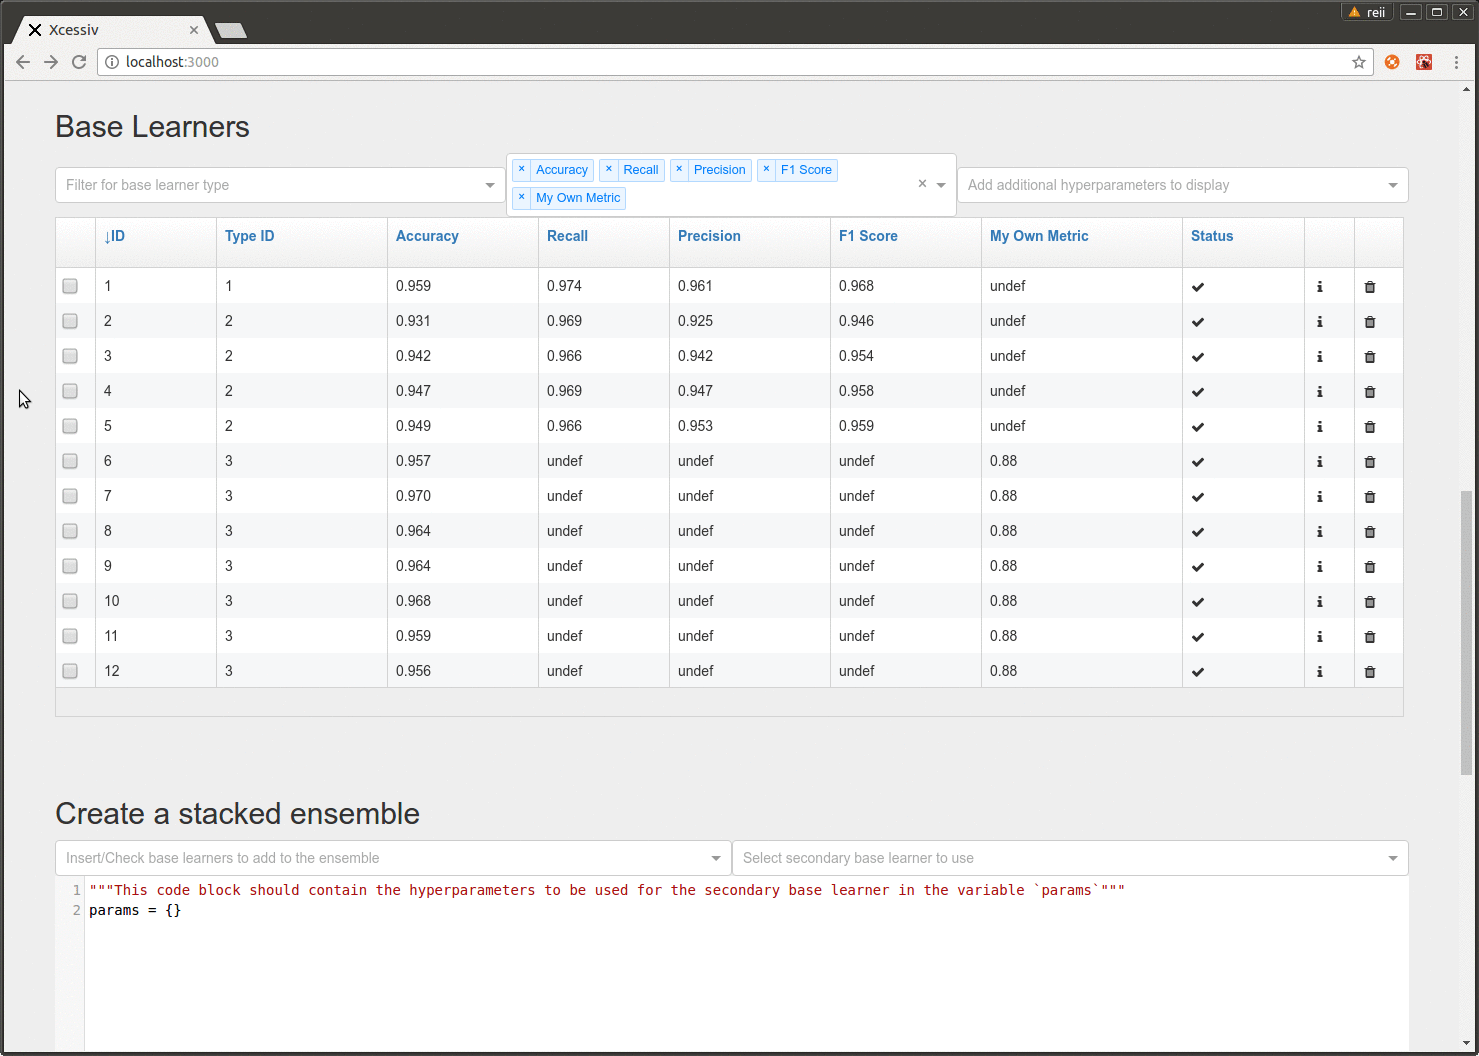 reii
Xcessiv
localhost:3000
Base Learners
Filter for base learner type
× Accuracy × Recall × Precision × F1 Score
× My Own Metric
Add additional hyperparameters to display
↓ID Type ID Accuracy Recall Precision F1 Score My Own Metric Status
1 1 0.959 0.974 0.961 0.968 undef
2 2 0.931 0.969 0.925 0.946 undef
3 2 0.942 0.966 0.942 0.954 undef
4 2 0.947 0.969 0.947 0.958 undef
5 2 0.949 0.966 0.953 0.959 undef
6 3 0.957 undef undef undef 0.88
7 3 0.970 undef undef undef 0.88
8 3 0.964 undef undef undef 0.88
9 3 0.964 undef undef undef 0.88
10 3 0.968 undef undef undef 0.88
11 3 0.959 undef undef undef 0.88
12 3 0.956 undef undef undef 0.88
Create a stacked ensemble
Insert/Check base learners to add to the ensemble
Select secondary base learner to use
1 """This code block should contain the hyperparameters to be used for the secondary base learner in the variable `params`"""
2 params = {}